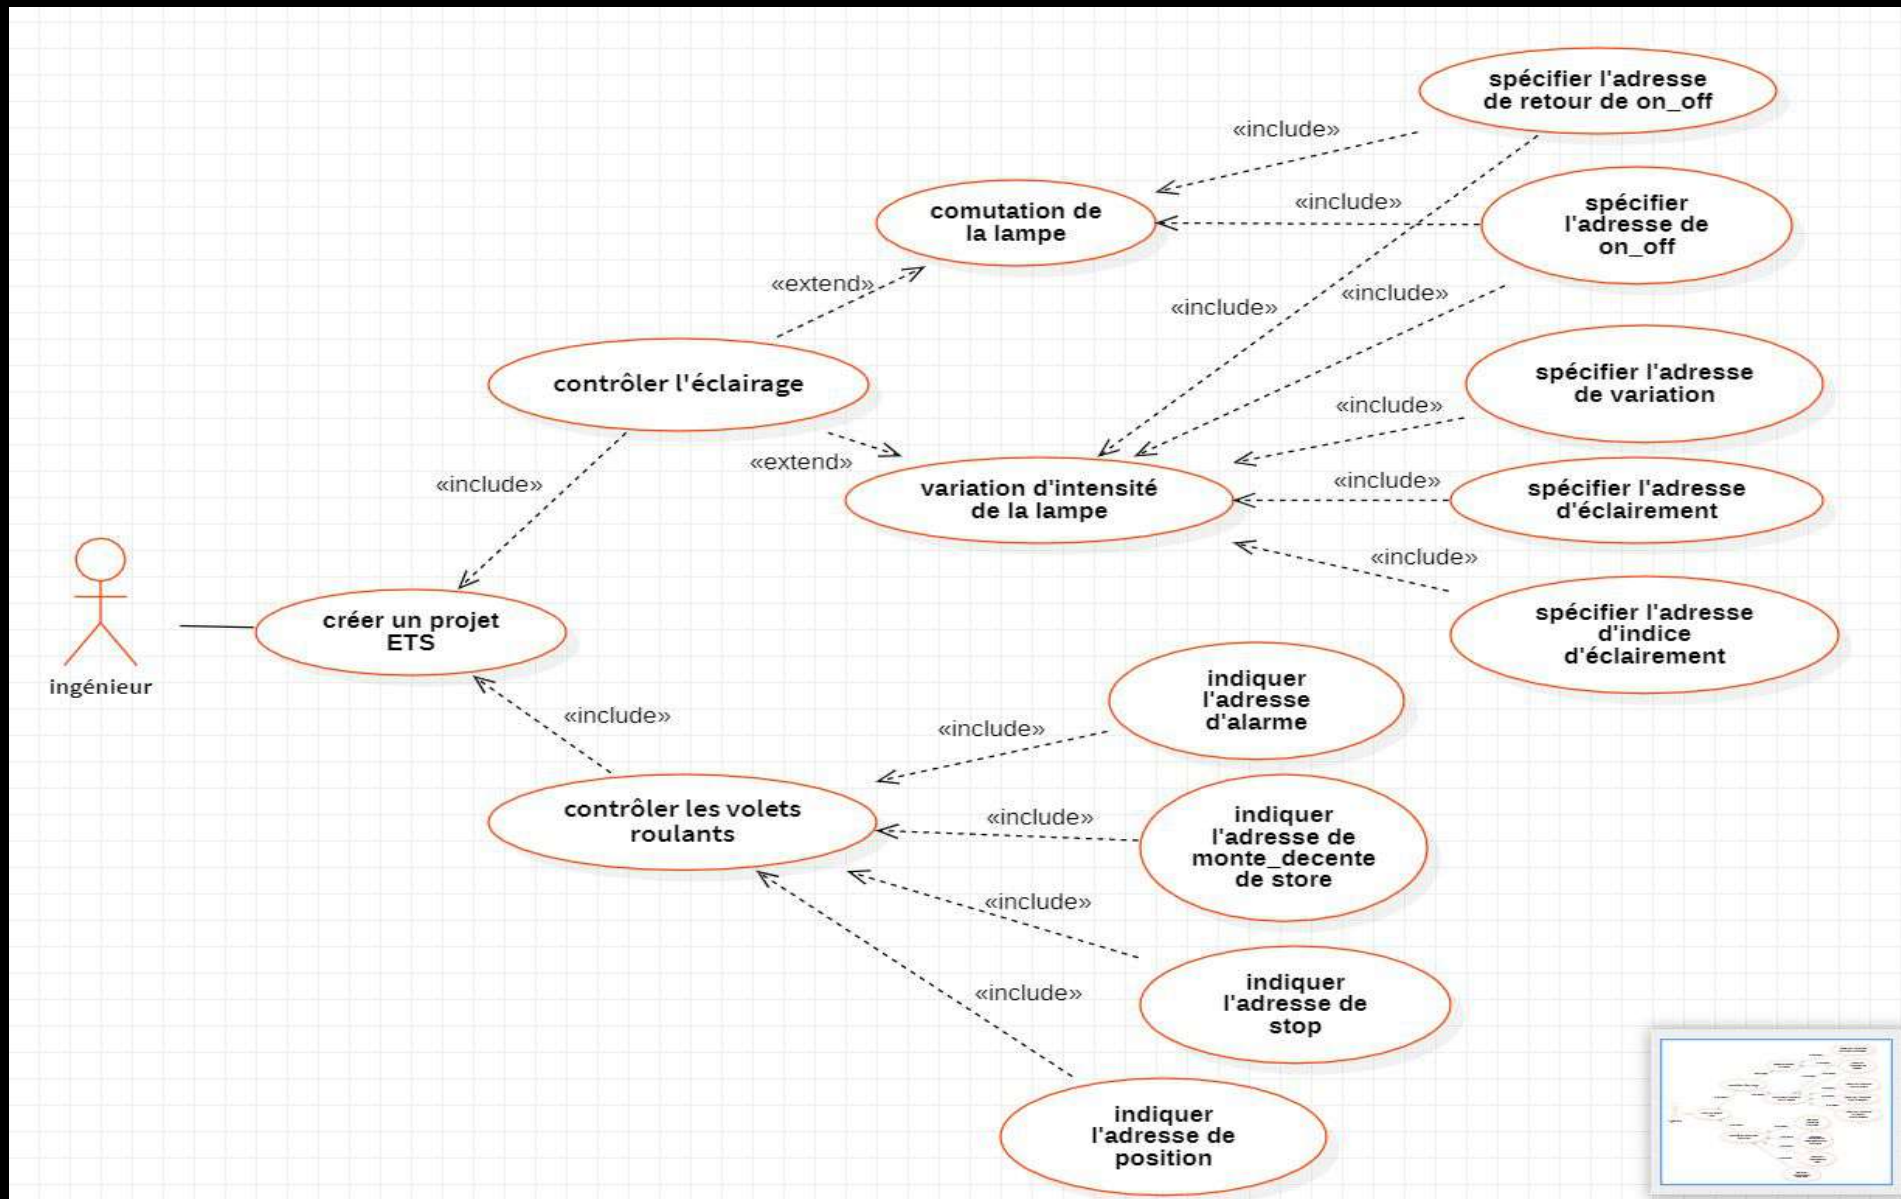 spécifier l'adresse
de retour de on_off
«include»
comutation de
la lampe
«include»
spécifier
l'adresse de
on_off
«extend»
«include»
«include»
contrôler l'éclairage
spécifier l'adresse
de variation
«include»
«extend»
«include»
variation d'intensité
de la lampe
«include»
spécifier l'adresse
d'éclairement
«include»
spécifier l'adresse
d'indice
d'éclairement
créer un projet
ETS
ingénieur
«include»
indiquer
l'adresse
d'alarme
«include»
contrôler les volets
roulants
«include»
indiquer
l'adresse de
monte_decente
de store
«include»
indiquer
l'adresse de
stop
«include»
indiquer
l'adresse de
position